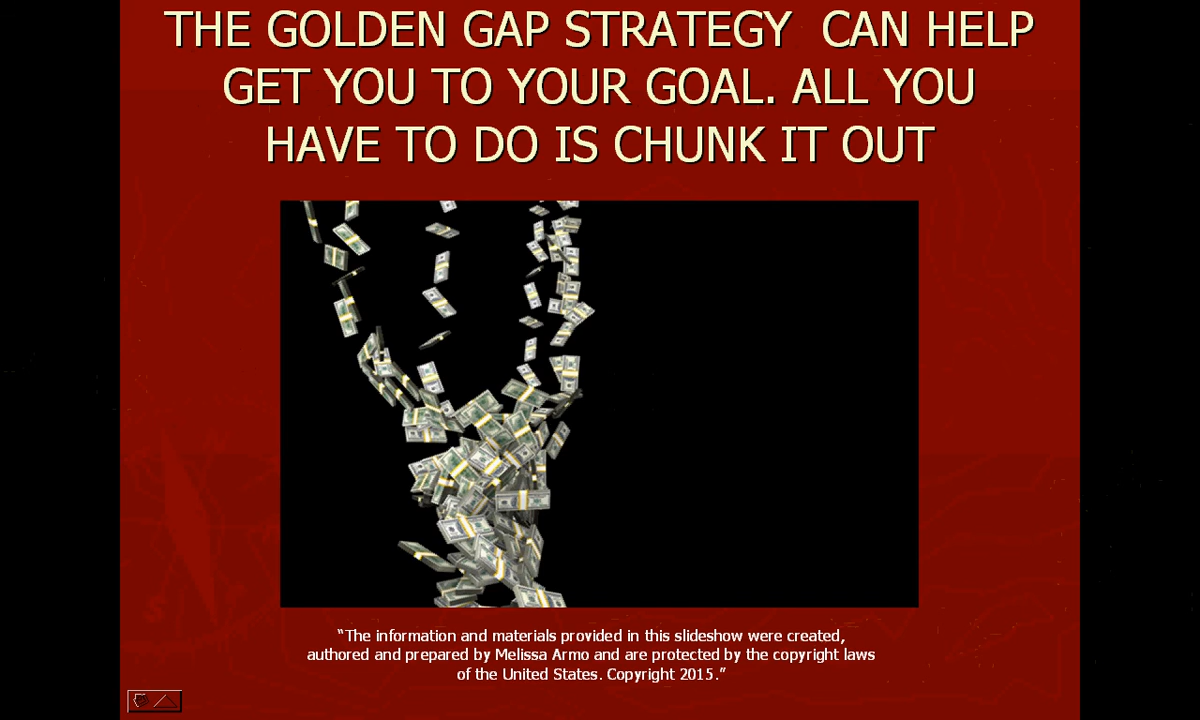 THE GOLDEN GAP STRATEGY  CAN HELP
GET YOU TO YOUR GOAL. ALL YOU
HAVE TO DO IS CHUNK IT OUT
“The information and materials provided in this slideshow were created,
authored and prepared by Melissa Armo and are protected by the copyright laws
of the United States. Copyright 2015.”